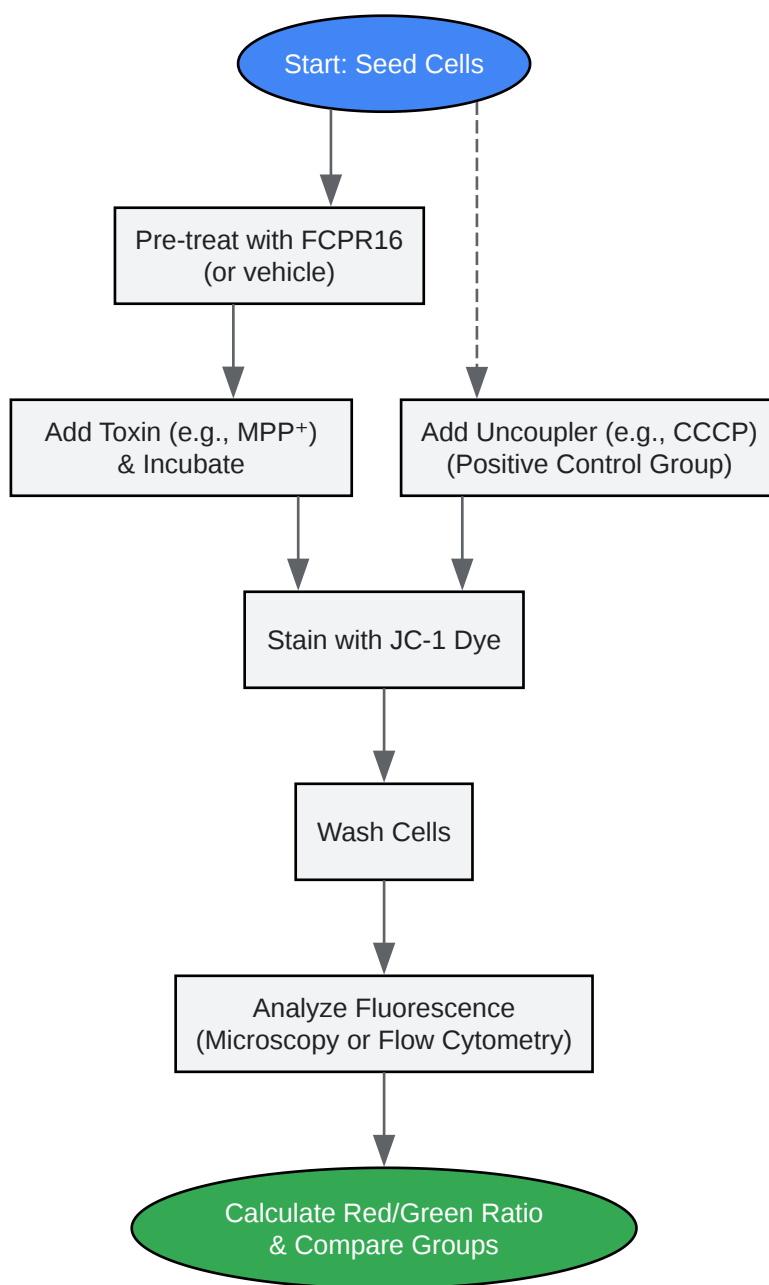 Start: Seed Cells
Pre-treat with FCPR16
(or vehicle)
Add Toxin (e.g., MPP⁺)
& Incubate
Add Uncoupler (e.g., CCCP)
(Positive Control Group)
Stain with JC-1 Dye
Wash Cells
Analyze Fluorescence
(Microscopy or Flow Cytometry)
Calculate Red/Green Ratio
& Compare Groups